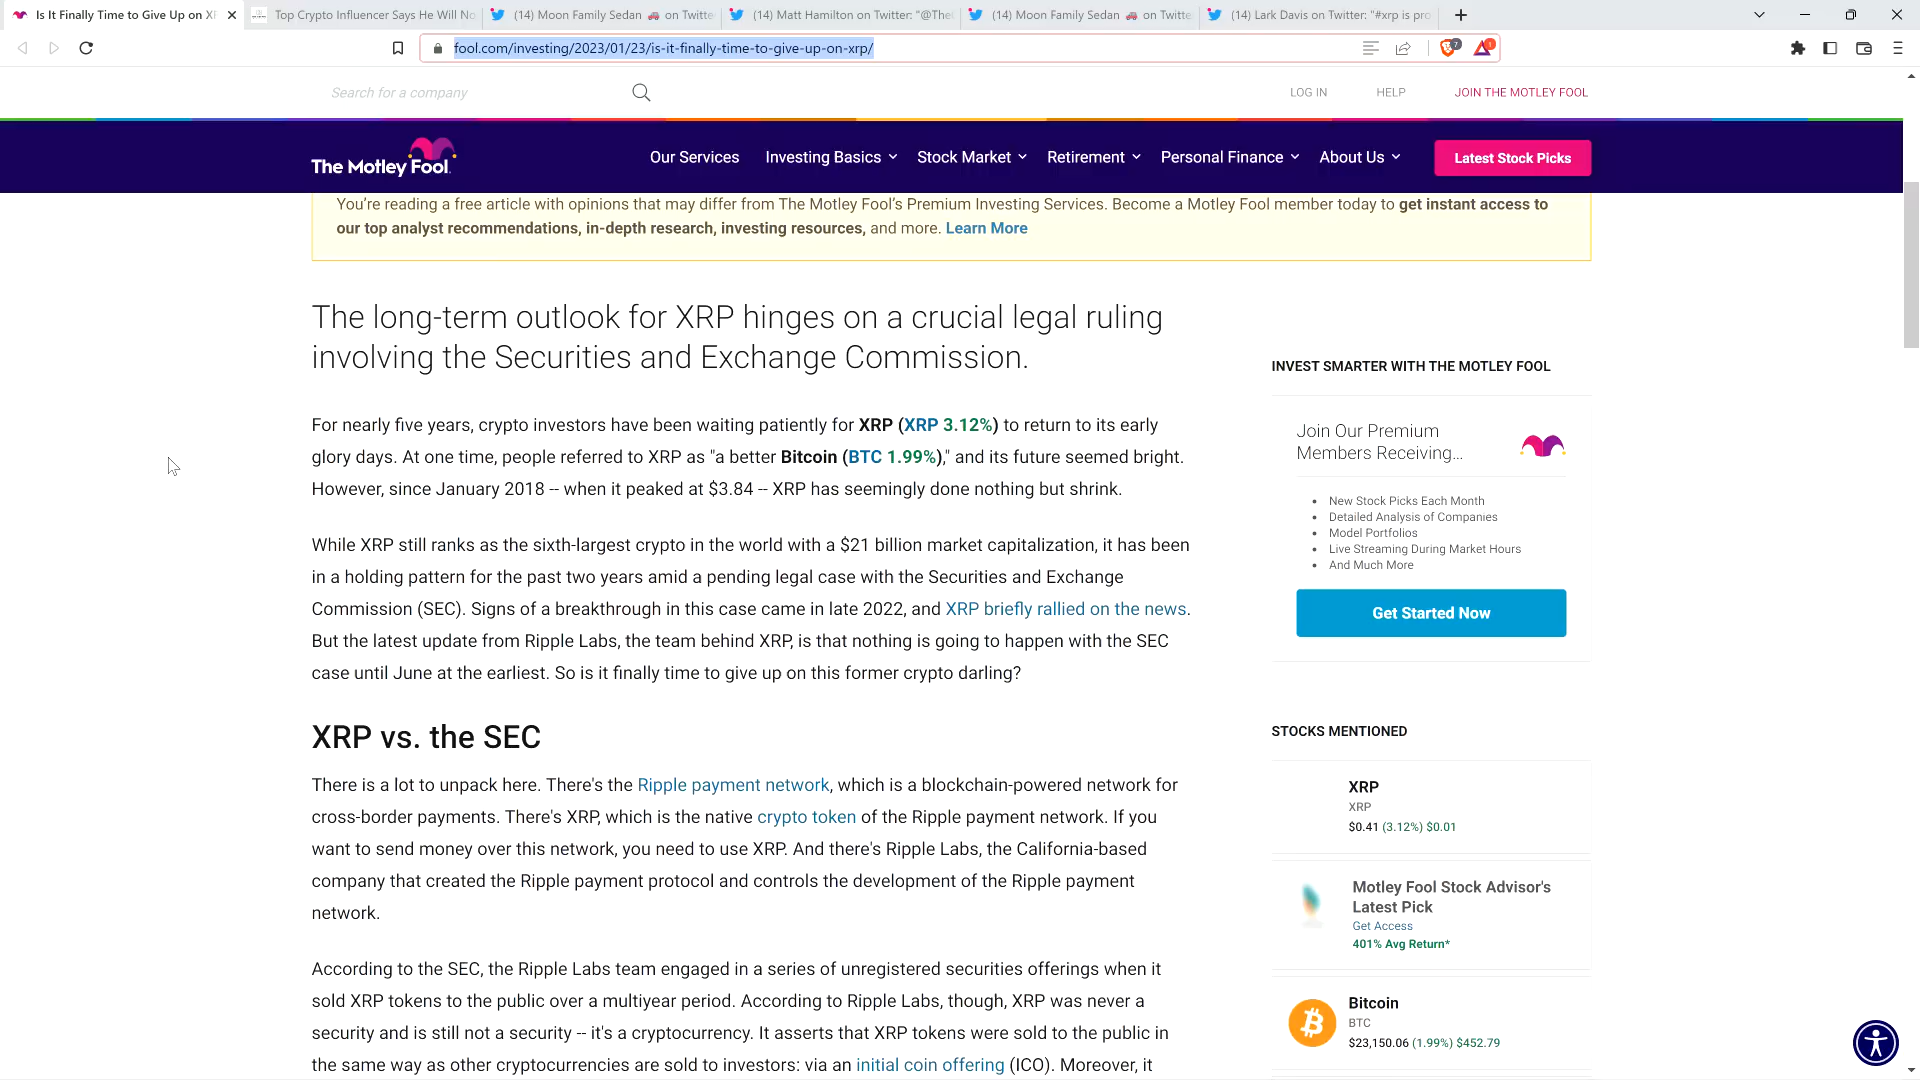 Is It Finally Time to Give Up on XR
Top Crypto Influencer Says He Will No
(14) Moon Family Sedan 🚗 on Twitte
(14) Matt Hamilton on Twitter: "@The
(14) Moon Family Sedan 🚗 on Twitte
(14) Lark Davis on Twitter: "#xrp is pro
fool.com/investing/2023/01/23/is-it-finally-time-to-give-up-on-xrp/
Search for a company
LOG IN
HELP
JOIN THE MOTLEY FOOL
The Motley Fool
Our Services
Investing Basics
Stock Market
Retirement
Personal Finance
About Us
Latest Stock Picks
You're reading a free article with opinions that may differ from The Motley Fool's Premium Investing Services. Become a Motley Fool member today to get instant access to
our top analyst recommendations, in-depth research, investing resources, and more. Learn More
The long-term outlook for XRP hinges on a crucial legal ruling
involving the Securities and Exchange Commission.
For nearly five years, crypto investors have been waiting patiently for XRP (XRP 3.12%) to return to its early
glory days. At one time, people referred to XRP as "a better Bitcoin (BTC 1.99%)," and its future seemed bright.
However, since January 2018 -- when it peaked at $3.84 -- XRP has seemingly done nothing but shrink.
While XRP still ranks as the sixth-largest crypto in the world with a $21 billion market capitalization, it has been
in a holding pattern for the past two years amid a pending legal case with the Securities and Exchange
Commission (SEC). Signs of a breakthrough in this case came in late 2022, and XRP briefly rallied on the news.
But the latest update from Ripple Labs, the team behind XRP, is that nothing is going to happen with the SEC
case until June at the earliest. So is it finally time to give up on this former crypto darling?
XRP vs. the SEC
There is a lot to unpack here. There's the Ripple payment network, which is a blockchain-powered network for
cross-border payments. There's XRP, which is the native crypto token of the Ripple payment network. If you
want to send money over this network, you need to use XRP. And there's Ripple Labs, the California-based
company that created the Ripple payment protocol and controls the development of the Ripple payment
network.
According to the SEC, the Ripple Labs team engaged in a series of unregistered securities offerings when it
sold XRP tokens to the public over a multiyear period. According to Ripple Labs, though, XRP was never a
security and is still not a security -- it's a cryptocurrency. It asserts that XRP tokens were sold to the public in
the same way as other cryptocurrencies are sold to investors: via an initial coin offering (ICO). Moreover, it
INVEST SMARTER WITH THE MOTLEY FOOL
Join Our Premium
Members Receiving...
• New Stock Picks Each Month
• Detailed Analysis of Companies
• Model Portfolios
• Live Streaming During Market Hours
• And Much More
Get Started Now
STOCKS MENTIONED
XRP
XRP
$0.41 (3.12%) $0.01
Motley Fool Stock Advisor's
Latest Pick
Get Access
401% Avg Return*
Bitcoin
BTC
$23,150.06 (1.99%) $452.79